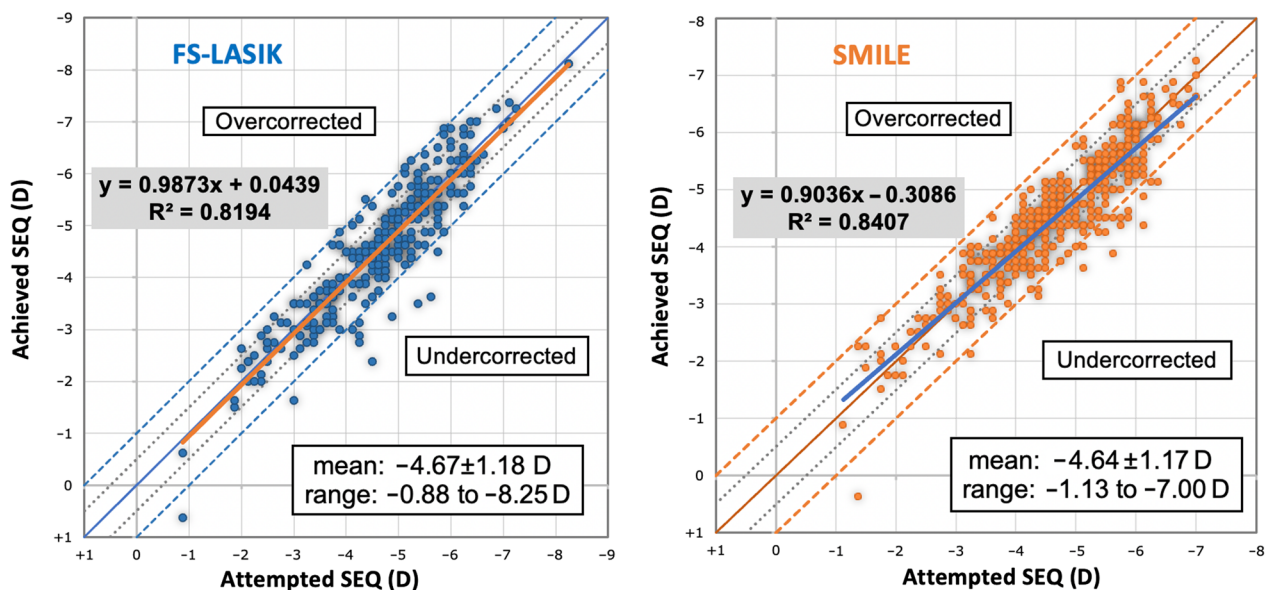 FS-LASIK
Overcorrected
y = 0.9873x + 0.0439
R² = 0.8194
Undercorrected
mean: −4.67±1.18 D
range: −0.88 to −8.25 D
Achieved SEQ (D)
−9
−8
−7
−6
−5
−4
−3
−2
−1
0
+1
+1
0
−1
−2
−3
−4
−5
−6
−7
−8
−9
Attempted SEQ (D)
SMILE
Overcorrected
y = 0.9036x − 0.3086
R² = 0.8407
Undercorrected
mean: −4.64±1.17 D
range: −1.13 to −7.00 D
Achieved SEQ (D)
−8
−7
−6
−5
−4
−3
−2
−1
0
+1
+1
0
−1
−2
−3
−4
−5
−6
−7
−8
Attempted SEQ (D)